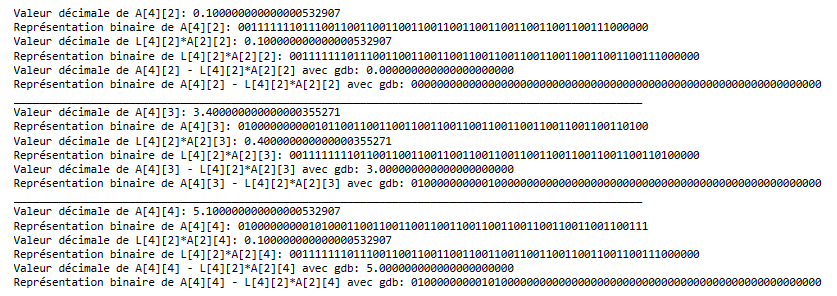 Valeur décimale de A[4][2]: 0.100000000000000532907
Représentation binaire de A[4][2]: 0011111110111001100110011001100110011001100110011001100111000000
Valeur décimale de L[4][2]*A[2][2]: 0.100000000000000532907
Représentation binaire de L[4][2]*A[2][2]: 0011111110111001100110011001100110011001100110011001100111000000
Valeur décimale de A[4][2] - L[4][2]*A[2][2] avec gdb: 0.000000000000000000000
Représentation binaire de A[4][2] - L[4][2]*A[2][2] avec gdb: 0000000000000000000000000000000000000000000000000000000000000000
Valeur décimale de A[4][3]: 3.400000000000000355271
Représentation binaire de A[4][3]: 0100000000001011001100110011001100110011001100110011001100110100
Valeur décimale de L[4][2]*A[2][3]: 0.400000000000000355271
Représentation binaire de L[4][2]*A[2][3]: 0011111111011001100110011001100110011001100110011001100110100000
Valeur décimale de A[4][3] - L[4][2]*A[2][3] avec gdb: 3.000000000000000000000
Représentation binaire de A[4][3] - L[4][2]*A[2][3] avec gdb: 0100000000001000000000000000000000000000000000000000000000000000
Valeur décimale de A[4][4]: 5.100000000000000532907
Représentation binaire de A[4][4]: 0100000000010100011001100110011001100110011001100110011001100111
Valeur décimale de L[4][2]*A[2][4]: 0.100000000000000532907
Représentation binaire de L[4][2]*A[2][4]: 0011111110111001100110011001100110011001100110011001100111000000
Valeur décimale de A[4][4] - L[4][2]*A[2][4] avec gdb: 5.000000000000000000000
Représentation binaire de A[4][4] - L[4][2]*A[2][4] avec gdb: 0100000000010100000000000000000000000000000000000000000000000000